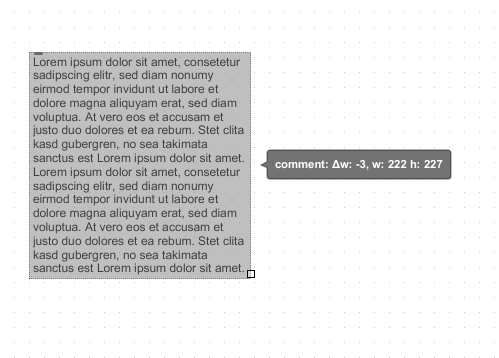 Lorem ipsum dolor sit amet, consetetur
sadipscing elitr, sed diam nonumy
eirmod tempor invidunt ut labore et
dolore magna aliquyam erat, sed diam
voluptua. At vero eos et accusam et
justo duo dolores et ea rebum. Stet clita
kasd gubergren, no sea takimata
sanctus est Lorem ipsum dolor sit amet.
Lorem ipsum dolor sit amet, consetetur
sadipscing elitr, sed diam nonumy
eirmod tempor invidunt ut labore et
dolore magna aliquyam erat, sed diam
voluptua. At vero eos et accusam et
justo duo dolores et ea rebum. Stet clita
kasd gubergren, no sea takimata
sanctus est Lorem ipsum dolor sit amet.
comment: Δw: -3, w: 222 h: 227